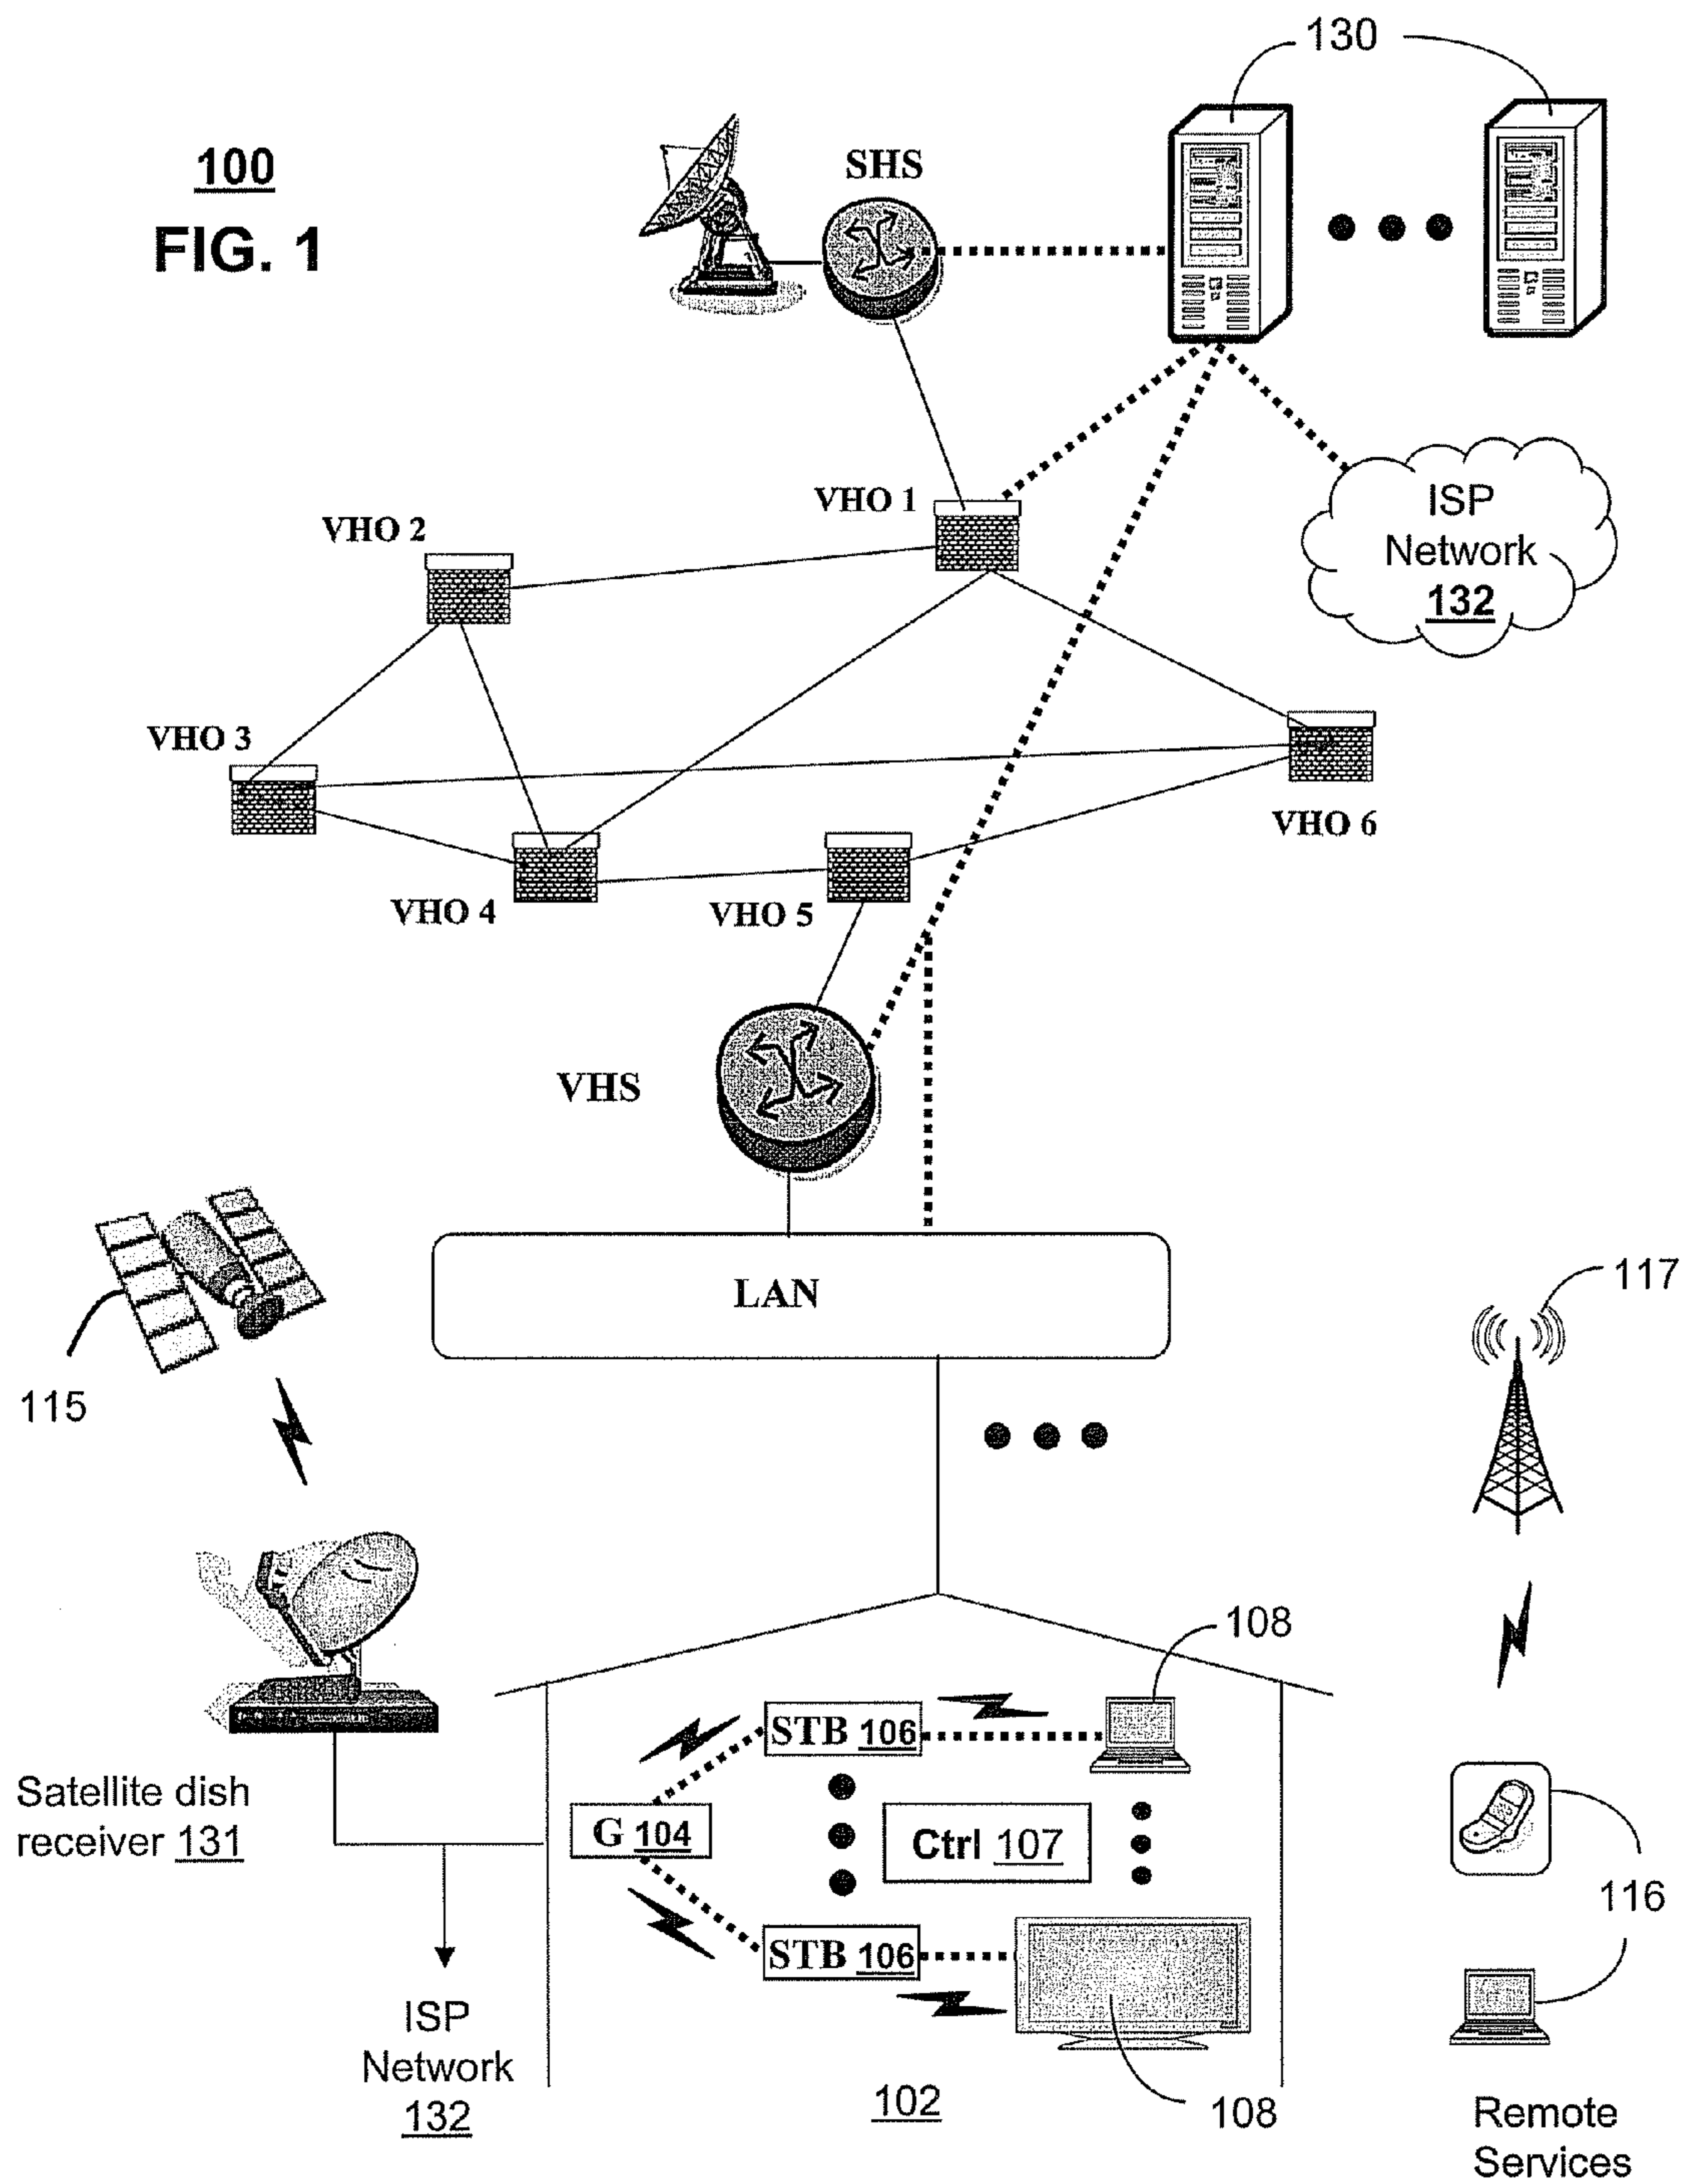 130
100
FIG. 1
SHS
ISP
Network
132
VHO 1
VHO 2
VHO 3
VHO 6
VHO 4
VHO 5
VHS
LAN
117
115
108
STB 106
Satellite dish
receiver 131
G 104
Ctrl 107
116
STB 106
ISP
Network
132
102
108
Remote
Services